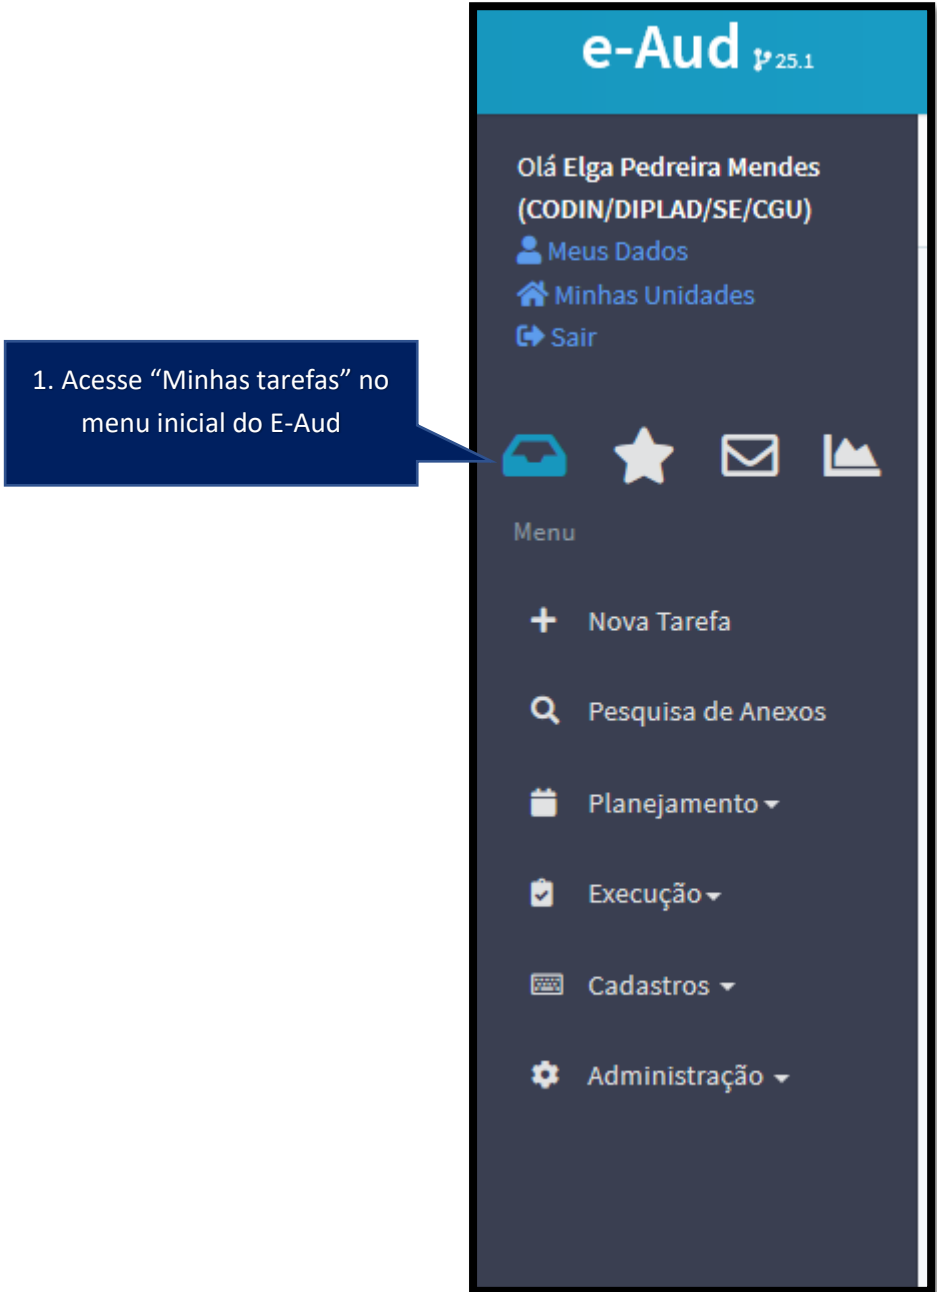 e-Aud 25.1
Olá Elga Pedreira Mendes
(CODIN/DIPLAD/SE/CGU)
Meus Dados
Minhas Unidades
Sair
1. Acesse “Minhas tarefas” no
menu inicial do E-Aud
Menu
Nova Tarefa
Pesquisa de Anexos
Planejamento
Execução
Cadastros
Administração